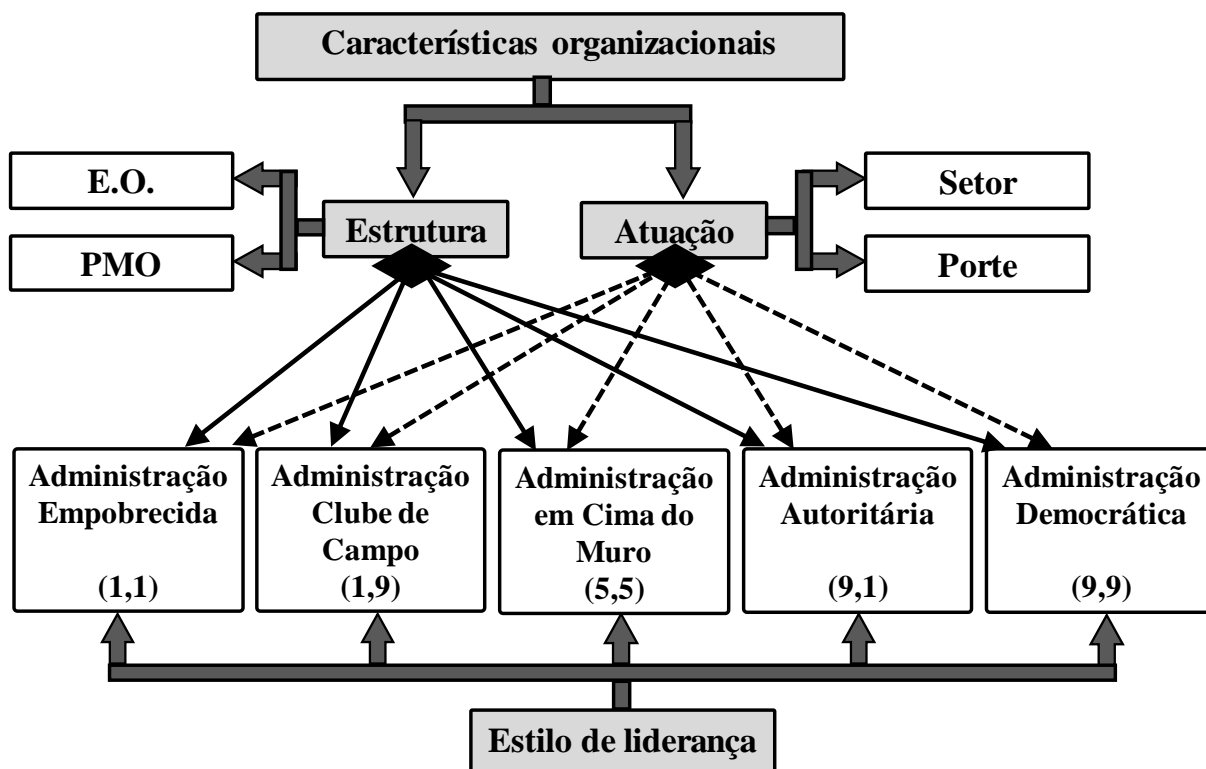 Características organizacionais
E.O.
Setor
Estrutura
Atuação
PMO
Porte
Administração
Empobrecida
(1,1)
Administração
Clube de
Campo
(1,9)
Administração
em Cima do
Muro
(5,5)
Administração
Autoritária
(9,1)
Administração
Democrática
(9,9)
Estilo de liderança